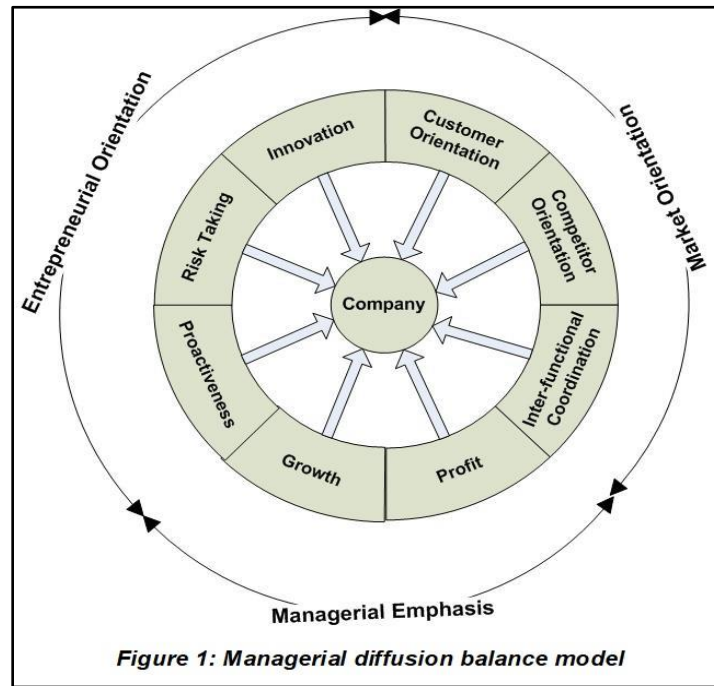 Entrepreneurial Orientation
Market Orientation
Innovation
Customer
Orientation
Risk Taking
Competitor
Orientation
Company
Proactiveness
Inter-functional
Coordination
Growth
Profit
Managerial Emphasis
Figure 1: Managerial diffusion balance model